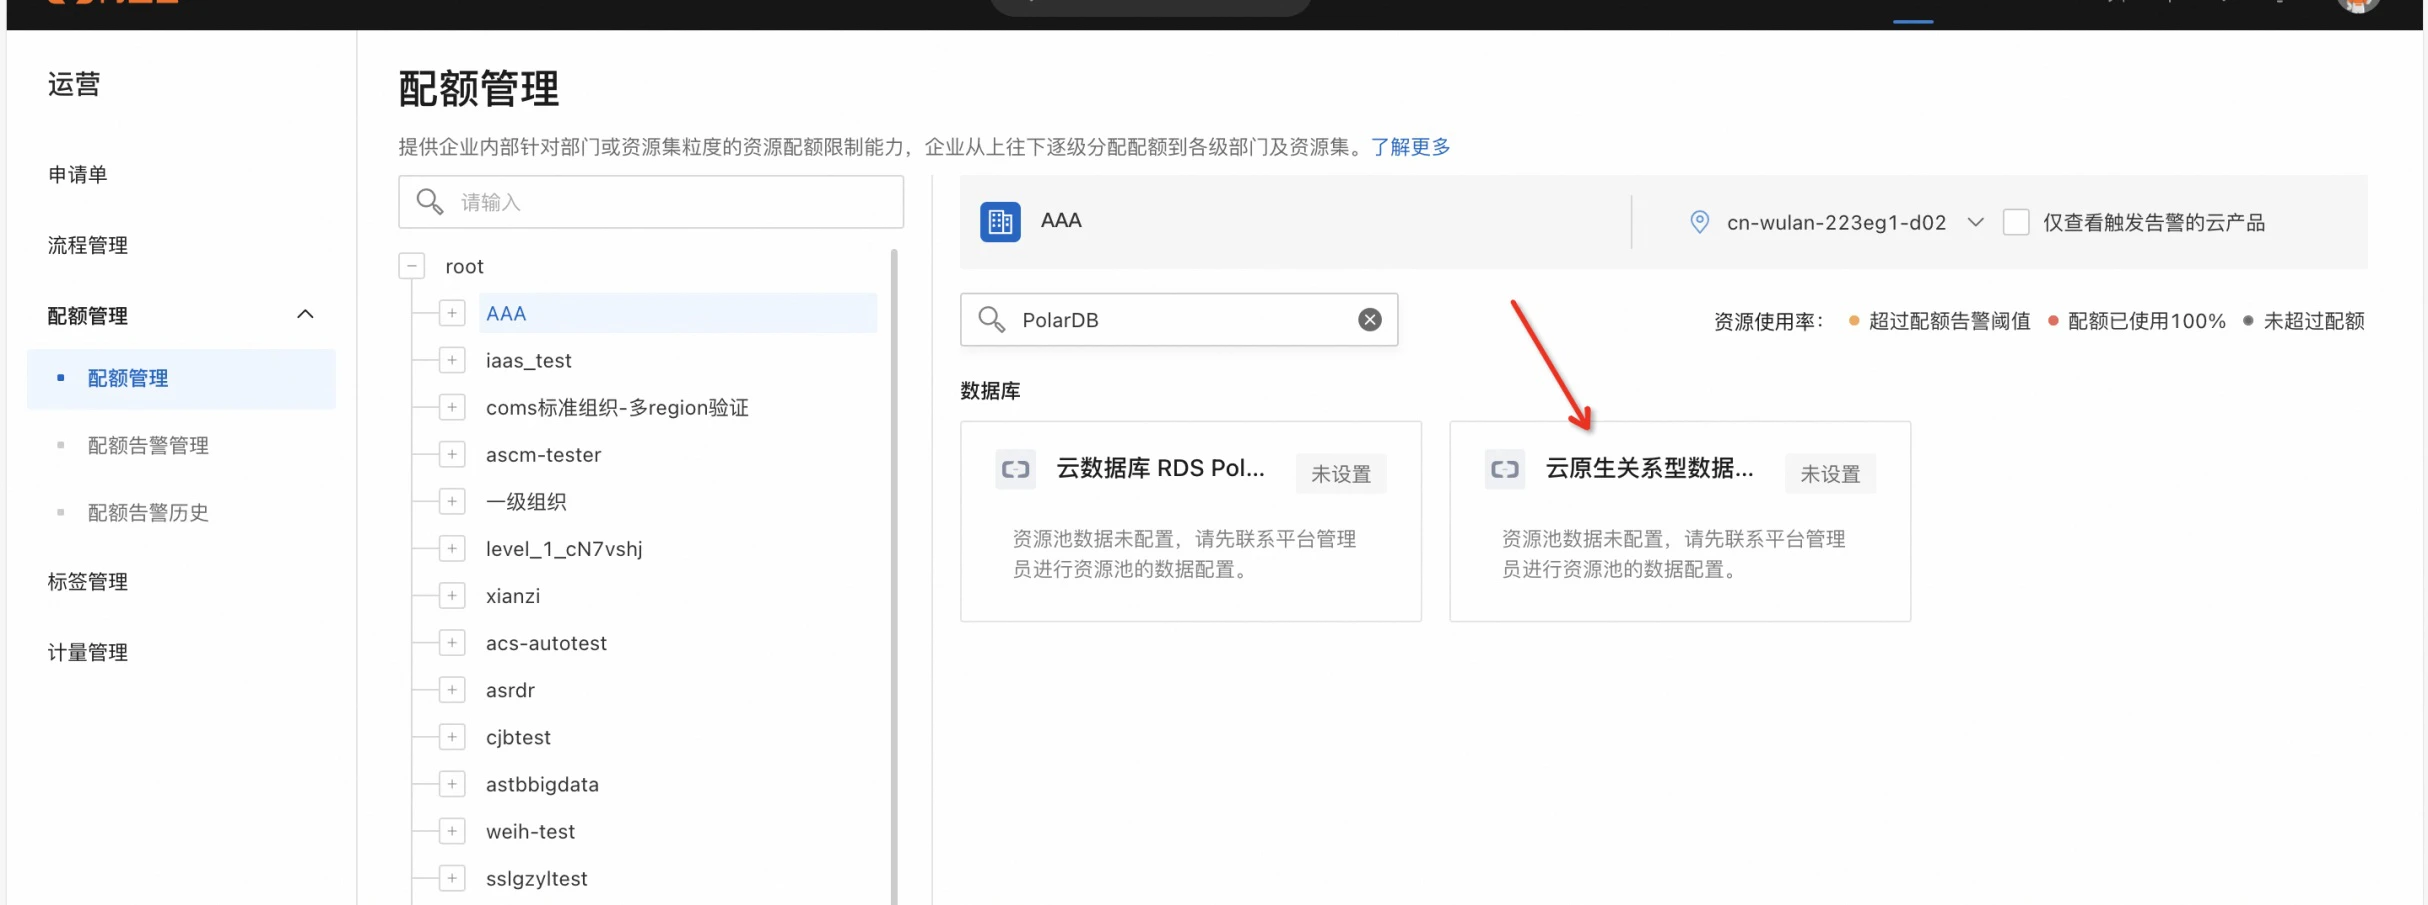 运营
申请单
流程管理
配额管理
配额管理
配额告警管理
配额告警历史
标签管理
计量管理
配额管理
提供企业内部针对部门或资源集粒度的资源配额限制能力，企业从上往下逐级分配配额到各级部门及资源集。了解更多
请输入
root
AAA
iaas_test
coms标准组织-多region验证
ascm-tester
一级组织
level_1_cN7vshj
xianzi
acs-autotest
asrdr
cjbtest
astbbigdata
weih-test
sslgzyltest
AAA
cn-wulan-223eg1-d02
仅查看触发告警的云产品
PolarDB
资源使用率：
超过配额告警阈值
配额已使用100%
未超过配额
数据库
云数据库 RDS Pol...
未设置
资源池数据未配置，请先联系平台管理
员进行资源池的数据配置。
云原生关系型数据...
未设置
资源池数据未配置，请先联系平台管理
员进行资源池的数据配置。